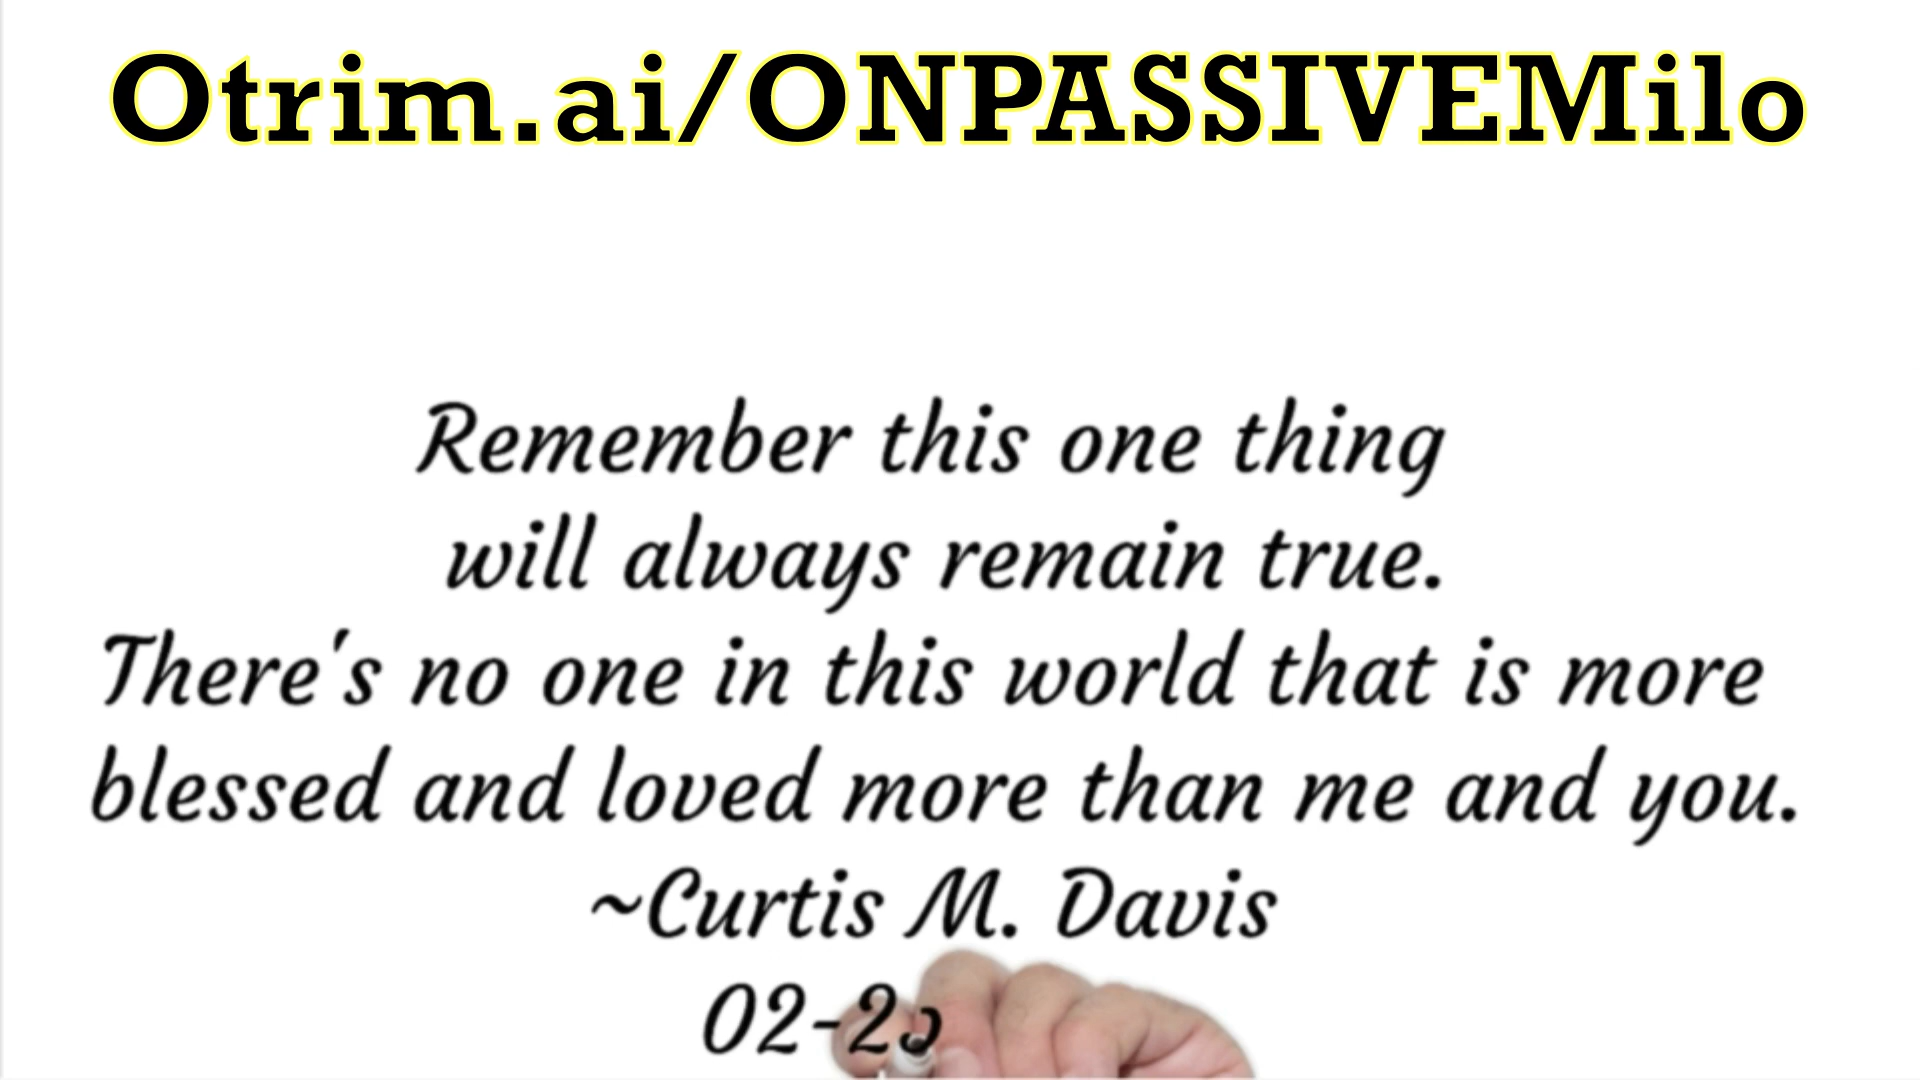 Otrim.ai/ONPASSIVEMilo
Remember this one thing
will always remain true.
There's no one in this world that is more
blessed and loved more than me and you.
~Curtis M. Davis